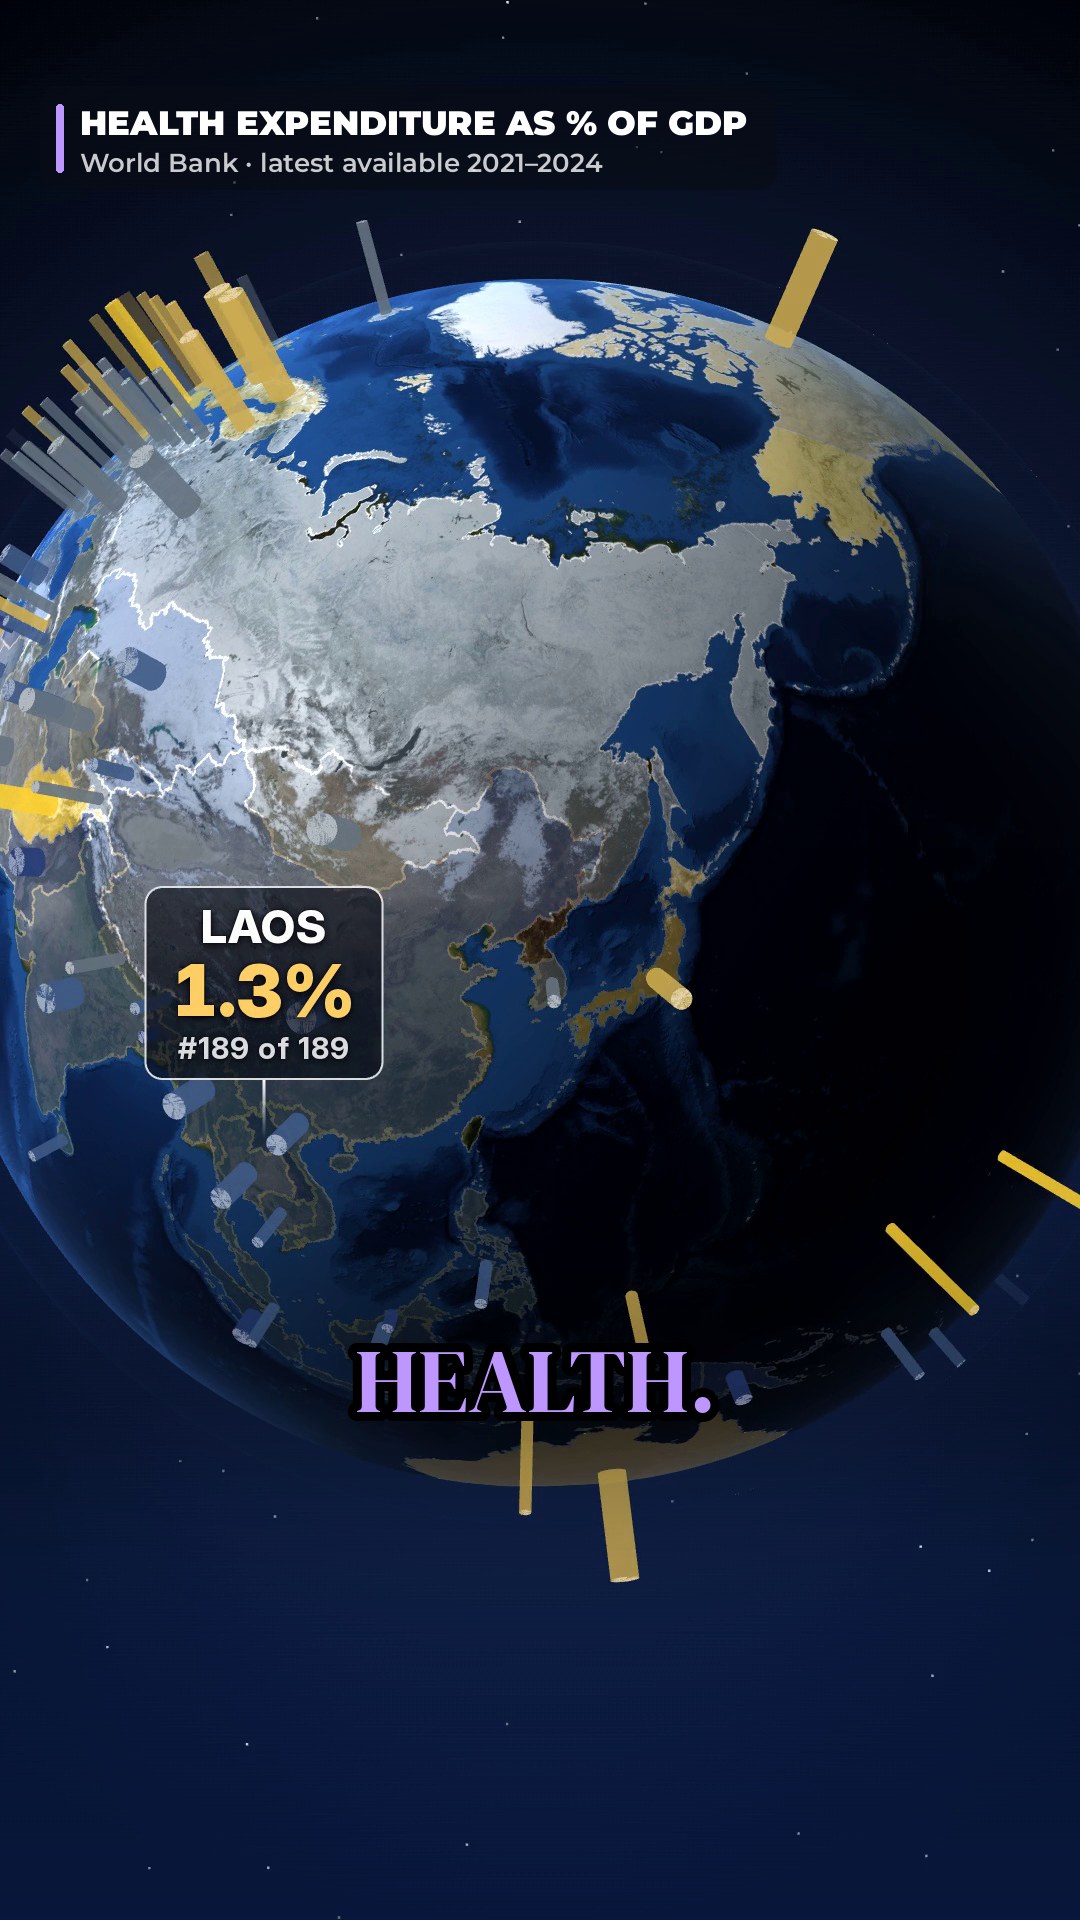 HEALTH EXPENDITURE AS % OF GDP
World Bank · latest available 2021–2024
LAOS
1.3%
#189 of 189
HEALTH.